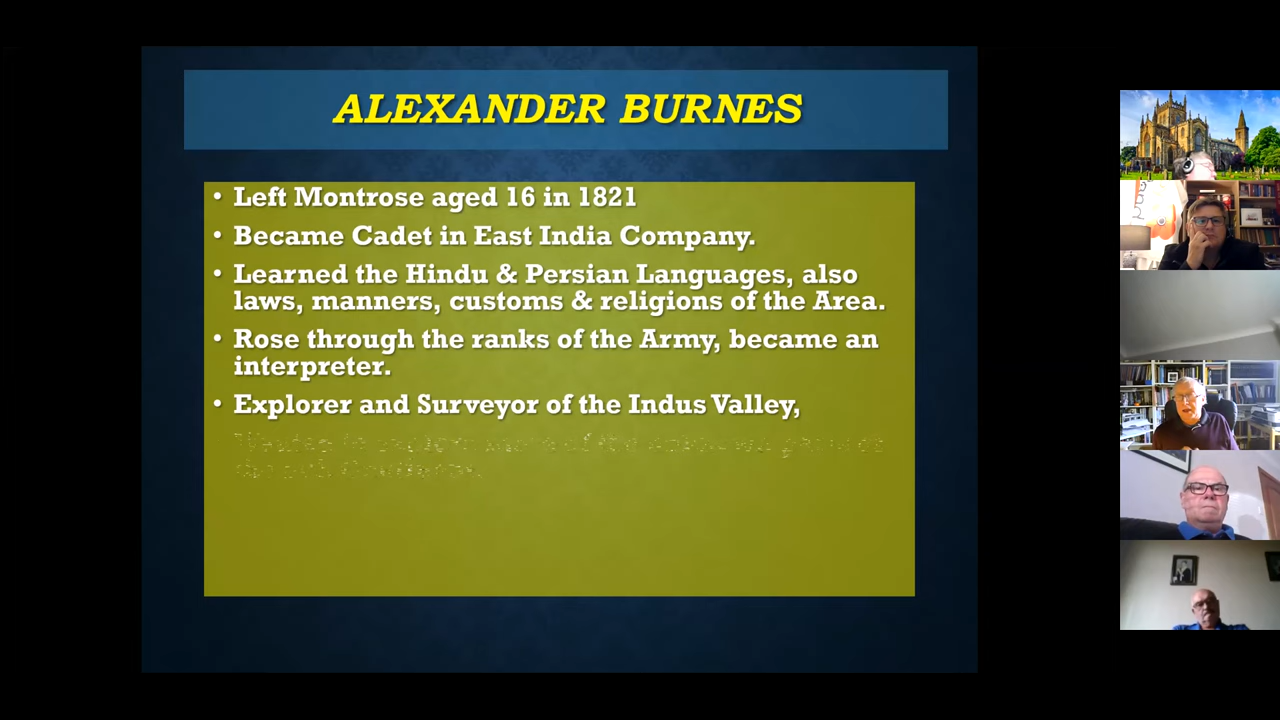 ALEXANDER BURNES
• Left Montrose aged 16 in 1821
• Became Cadet in East India Company.
• Learned the Hindu & Persian Languages, also
laws, manners, customs & religions of the Area.
• Rose through the ranks of the Army, became an
interpreter.
• Explorer and Surveyor of the Indus Valley,